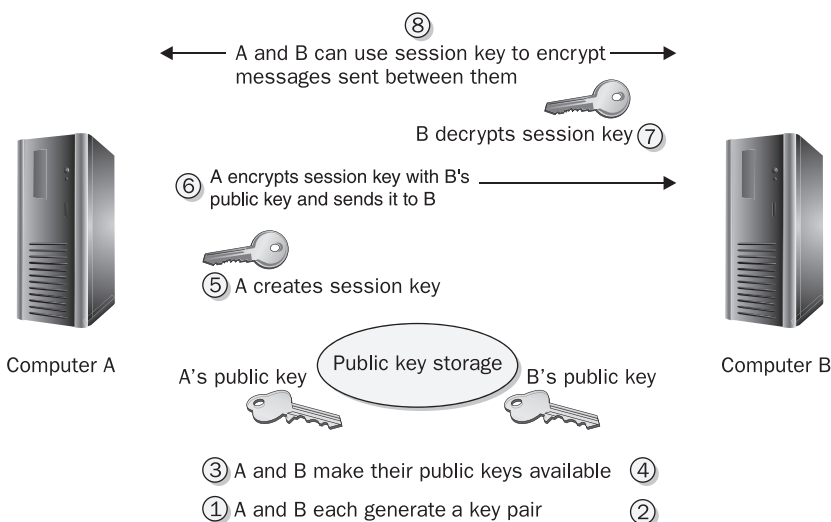 ⑧
A and B can use session key to encrypt
messages sent between them
B decrypts session key ⑦
⑥ A encrypts session key with B's
public key and sends it to B
⑤ A creates session key
Computer A
Computer B
Public key storage
A's public key
B's public key
③ A and B make their public keys available ④
① A and B each generate a key pair ②